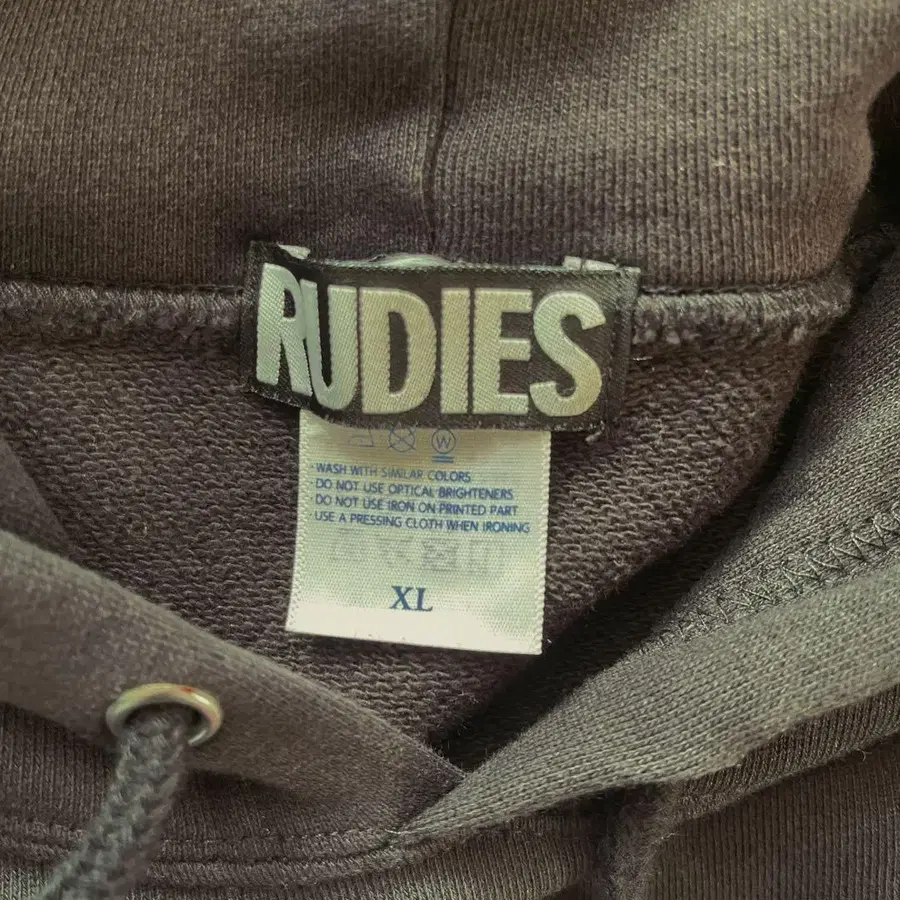 RUDIES
W
· WASH WITH SIMILAR COLORS
· DO NOT USE OPTICAL BRIGHTENERS
· DO NOT USE IRON ON PRINTED PART
· USE A PRESSING CLOTH WHEN IRONING
XL